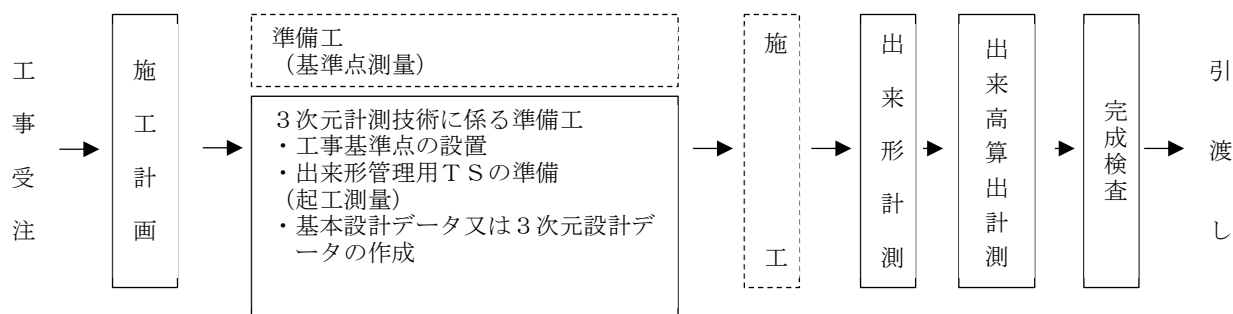 工事受注
施工計画
準備工
（基準点測量）
３次元計測技術に係る準備工
・工事基準点の設置
・出来形管理用ＴＳの準備
(起工測量)
・基本設計データ又は３次元設計デ
ータの作成
施工
出来形計測
出来高算出計測
完成検査
引渡し